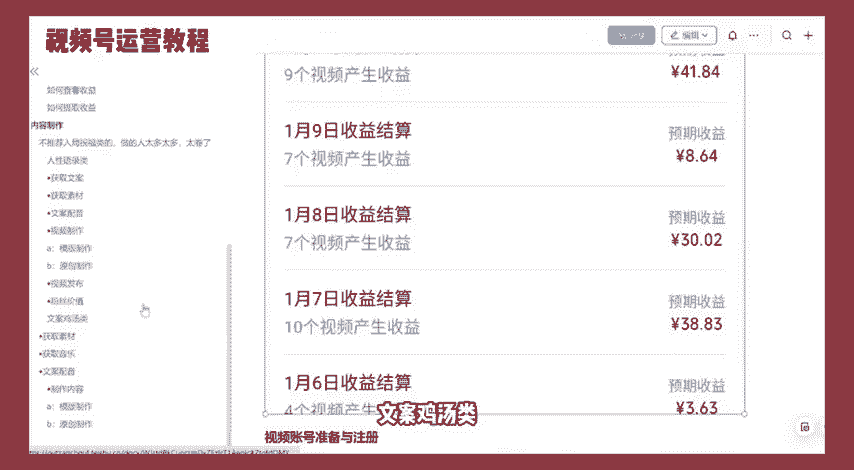 视频号运营教程
编辑
如何查看收益
如何提取收益
内容制作
不推荐入局祝福类的，做的人太多太多，太卷了
人性语录类
•获取文案
•获取素材
•文案配音
•视频制作
a：模版制作
b：原创制作
•视频发布
•粉丝价值
文案鸡汤类
•获取素材
•获取音乐
•文案配音
•制作内容
a：模版制作
b：原创制作
预期收益
9个视频产生收益
¥41.84
1月9日收益结算
预期收益
7个视频产生收益
¥8.64
1月8日收益结算
预期收益
7个视频产生收益
¥30.02
1月7日收益结算
预期收益
10个视频产生收益
¥38.83
1月6日收益结算
预期收益
4个视频产生收益
¥3.63
文案鸡汤类
视频账号准备与注册